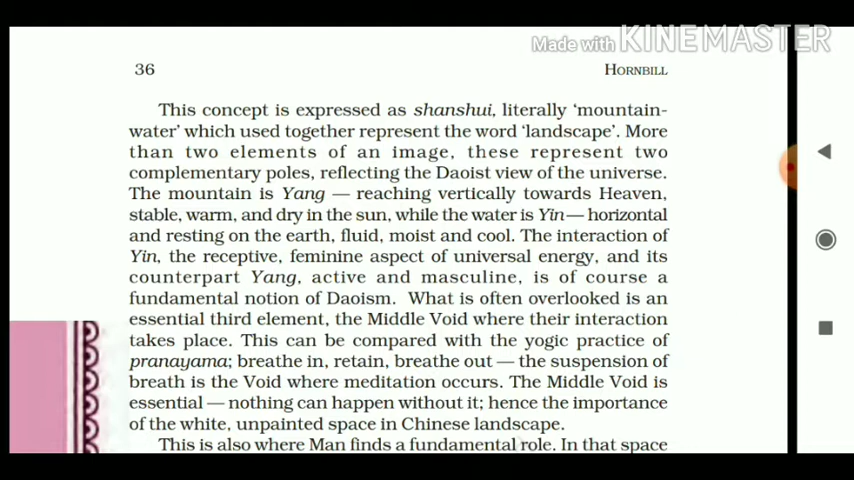 Made with KINEMASTER
36 HORNBILL
This concept is expressed as shanshui, literally ‘mountain-
water’ which used together represent the word ‘landscape’. More
than two elements of an image, these represent two
complementary poles, reflecting the Daoist view of the universe.
The mountain is Yang — reaching vertically towards Heaven,
stable, warm, and dry in the sun, while the water is Yin — horizontal
and resting on the earth, fluid, moist and cool. The interaction of
Yin, the receptive, feminine aspect of universal energy, and its
counterpart Yang, active and masculine, is of course a
fundamental notion of Daoism. What is often overlooked is an
essential third element, the Middle Void where their interaction
takes place. This can be compared with the yogic practice of
pranayama; breathe in, retain, breathe out — the suspension of
breath is the Void where meditation occurs. The Middle Void is
essential — nothing can happen without it; hence the importance
of the white, unpainted space in Chinese landscape.
This is also where Man finds a fundamental role. In that space